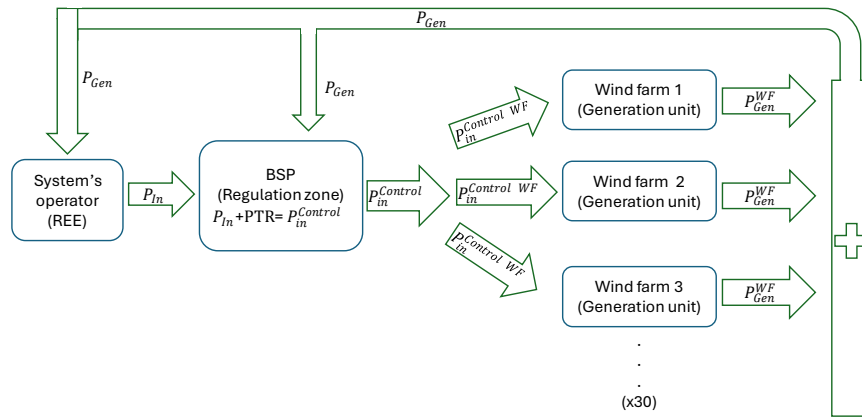 P_Gen
P_Gen
P_Gen
System's
operator
(REE)
P_In
BSP
(Regulation zone)
P_In+PTR= P_in^Control
P_in^Control
P_in^Control WF
P_in^Control WF
P_in^Control WF
Wind farm 1
(Generation unit)
P_Gen^WF
Wind farm 2
(Generation unit)
P_Gen^WF
Wind farm 3
(Generation unit)
P_Gen^WF
.
.
.
(x30)
+